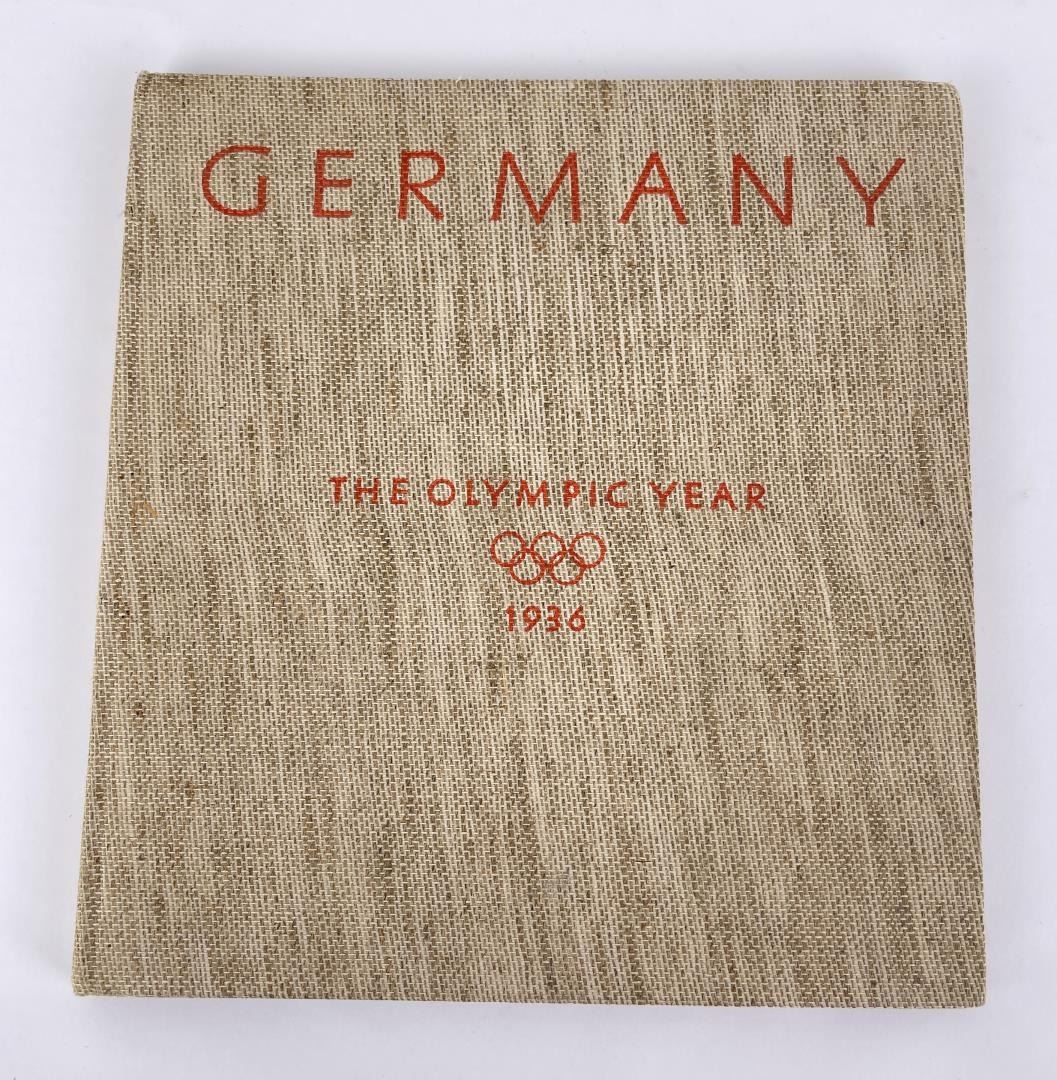 GERMANY
THE OLYMPIC YEAR
1936